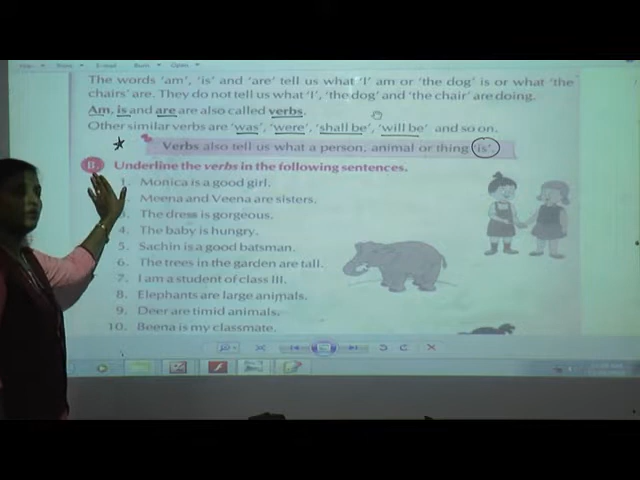 The words 'am', 'is' and 'are' tell us what 'I' am or 'the dog' is or what 'the
chairs' are. They do not tell us what 'I', 'the dog' and 'the chair' are doing.
Am, is and are are also called verbs.
Other similar verbs are 'was', 'were', 'shall be', 'will be' and so on.
Verbs also tell us what a person, animal or thing 'is'.
B. Underline the verbs in the following sentences.
1. Monica is a good girl.
Meena and Veena are sisters.
3. The dress is gorgeous.
4. The baby is hungry.
5. Sachin is a good batsman.
6. The trees in the garden are tall.
7. I am a student of class III.
8. Elephants are large animals.
9. Deer are timid animals.
10. Beena is my classmate.